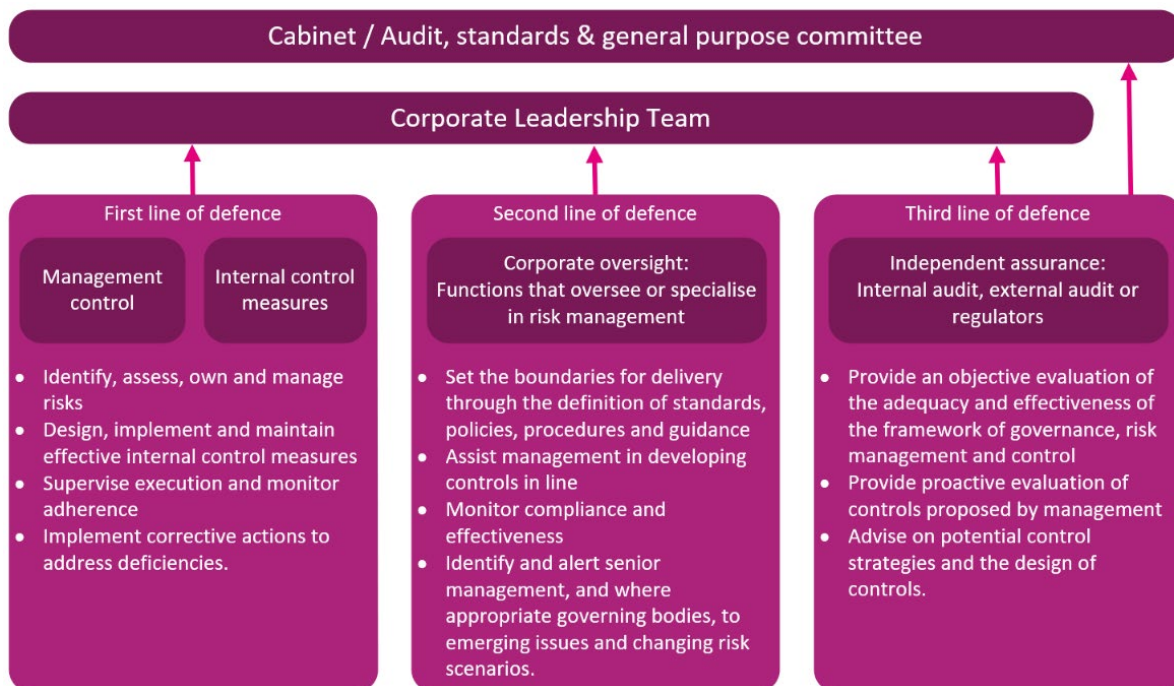 Cabinet / Audit, standards & general purpose committee
Corporate Leadership Team
First line of defence
Management
control
Internal control
measures
• Identify, assess, own and manage
risks
• Design, implement and maintain
effective internal control measures
• Supervise execution and monitor
adherence
• Implement corrective actions to
address deficiencies.
Second line of defence
Corporate oversight:
Functions that oversee or specialise
in risk management
• Set the boundaries for delivery
through the definition of standards,
policies, procedures and guidance
• Assist management in developing
controls in line
• Monitor compliance and
effectiveness
• Identify and alert senior
management, and where
appropriate governing bodies, to
emerging issues and changing risk
scenarios.
Third line of defence
Independent assurance:
Internal audit, external audit or
regulators
• Provide an objective evaluation of
the adequacy and effectiveness of
the framework of governance, risk
management and control
• Provide proactive evaluation of
controls proposed by management
• Advise on potential control
strategies and the design of
controls.